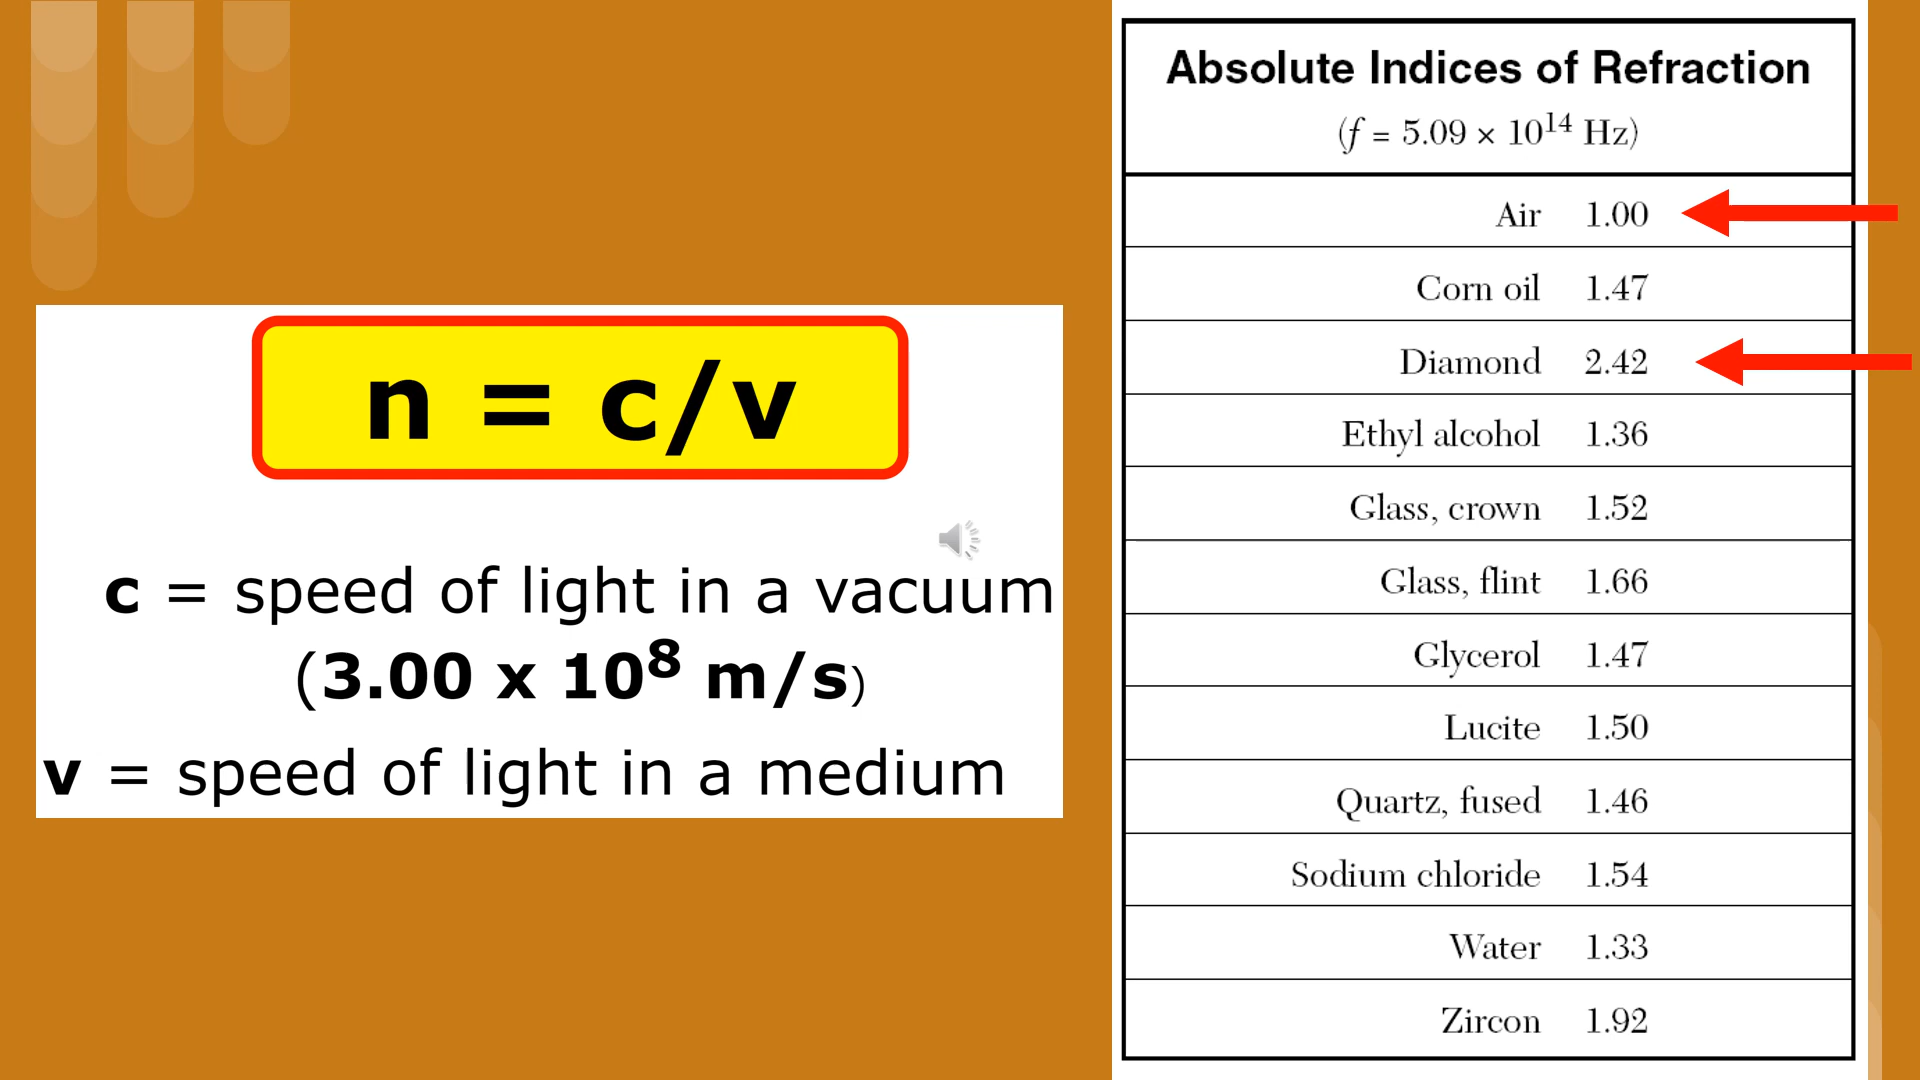 n = c/v
c = speed of light in a vacuum
(3.00 x 10⁸ m/s)
v = speed of light in a medium
Absolute Indices of Refraction
(f = 5.09 × 10¹⁴ Hz)
Air 1.00
Corn oil 1.47
Diamond 2.42
Ethyl alcohol 1.36
Glass, crown 1.52
Glass, flint 1.66
Glycerol 1.47
Lucite 1.50
Quartz, fused 1.46
Sodium chloride 1.54
Water 1.33
Zircon 1.92